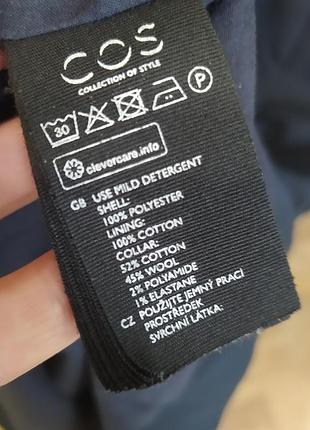 COS
COLLECTION OF STYLE
30 P
clevercare.info
GB USE MILD DETERGENT
SHELL:
100% POLYESTER
LINING:
100% COTTON
COLLAR:
52% COTTON
45% WOOL
2% POLYAMIDE
1% ELASTANE
CZ POUŽIJTE JEMNÝ PRACÍ
PROSTŘEDEK
SVRCHNÍ LÁTKA: